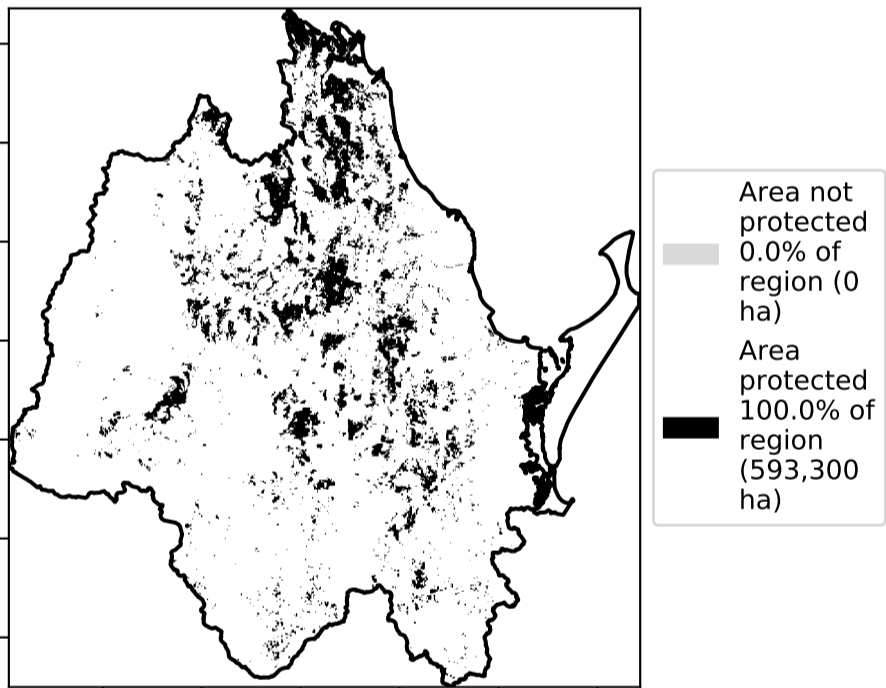 Area not
protected
0.0% of
region (0
ha)
Area
protected
100.0% of
region
(593,300
ha)